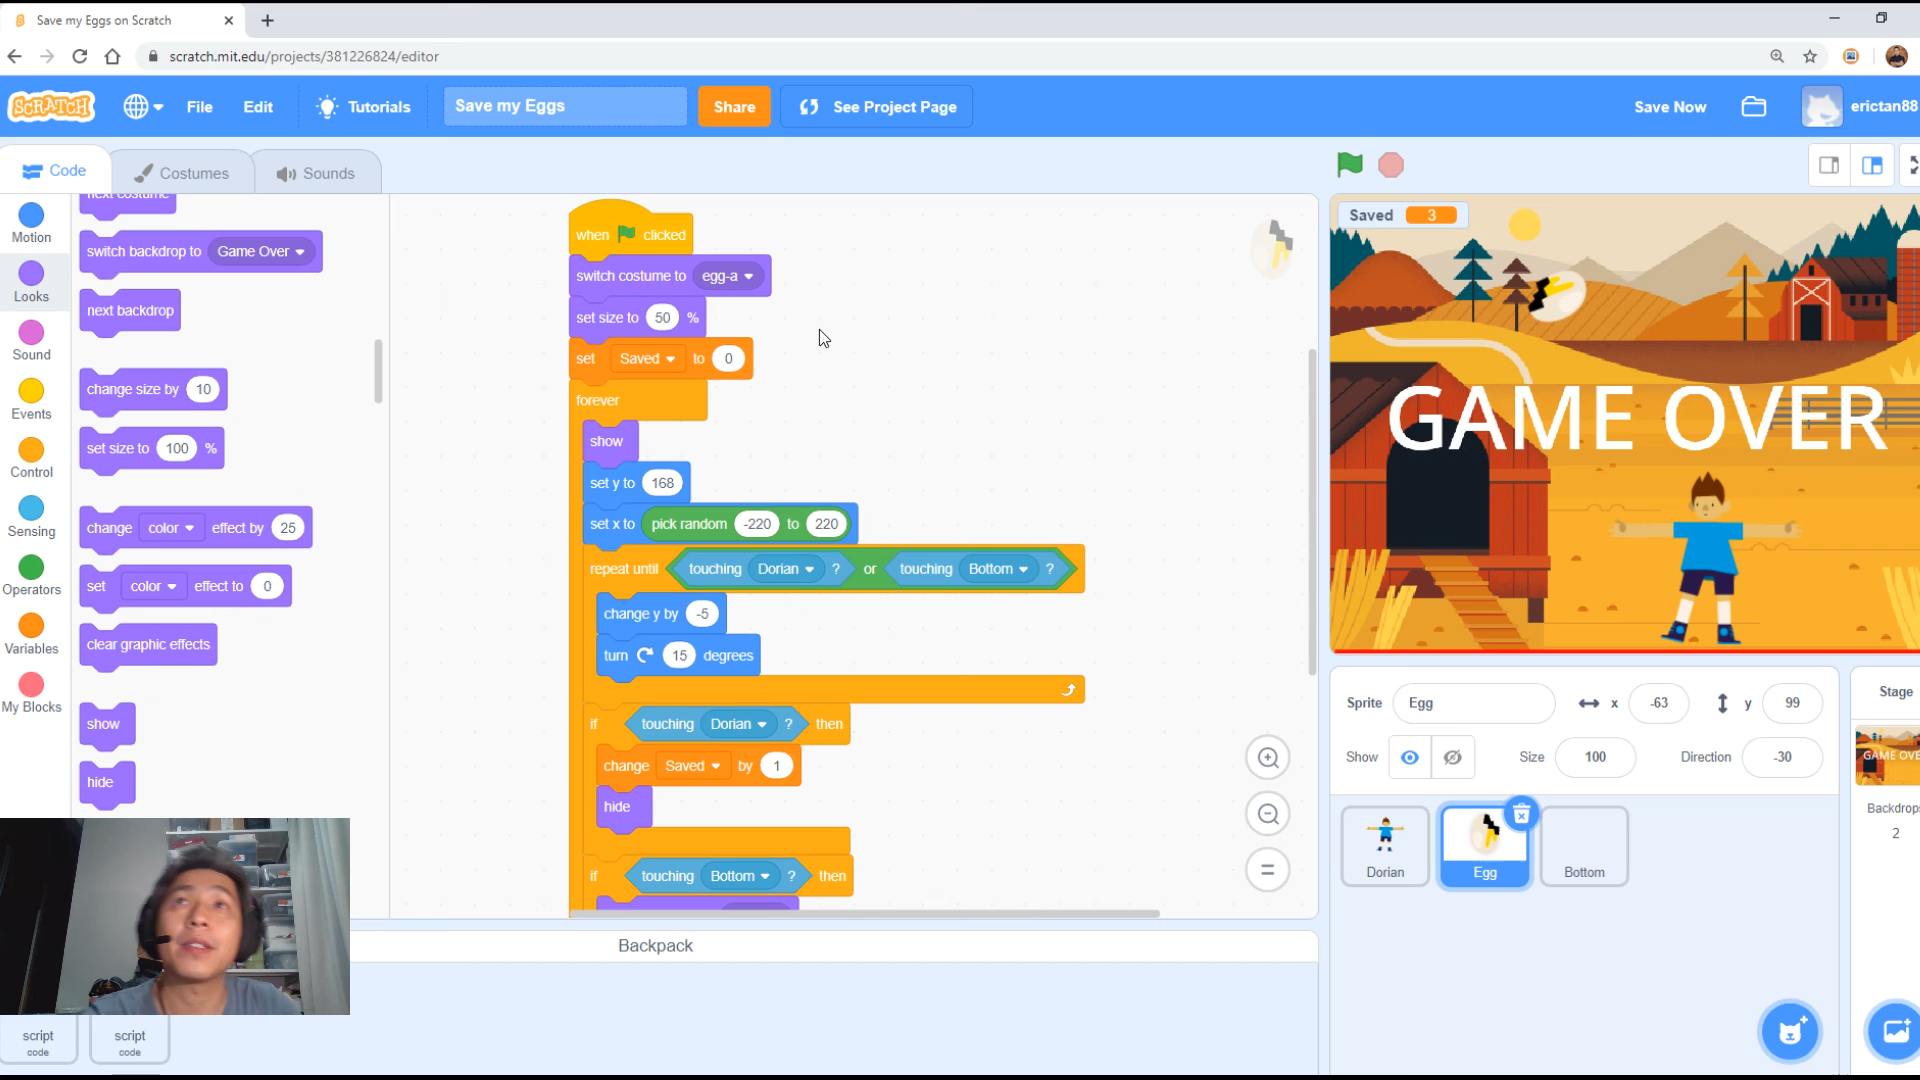 Save my Eggs on Scratch
scratch.mit.edu/projects/381226824/editor
SCRATCH
File
Edit
Tutorials
Save my Eggs
Share
See Project Page
Save Now
erictan88
Code
Costumes
Sounds
Motion
Looks
Sound
Events
Control
Sensing
Operators
Variables
My Blocks
next costume
switch backdrop to Game Over
next backdrop
change size by 10
set size to 100 %
change color effect by 25
set color effect to 0
clear graphic effects
show
hide
when clicked
switch costume to egg-a
set size to 50 %
set Saved to 0
forever
show
set y to 168
set x to pick random -220 to 220
repeat until touching Dorian ? or touching Bottom ?
change y by -5
turn 15 degrees
if touching Dorian ? then
change Saved by 1
hide
if touching Bottom ? then
Saved 3
GAME OVER
Sprite Egg x -63 y 99
Show Size 100 Direction -30
Dorian
Egg
Bottom
Stage
GAME OVE
Backdrops
2
Backpack
script
code
script
code